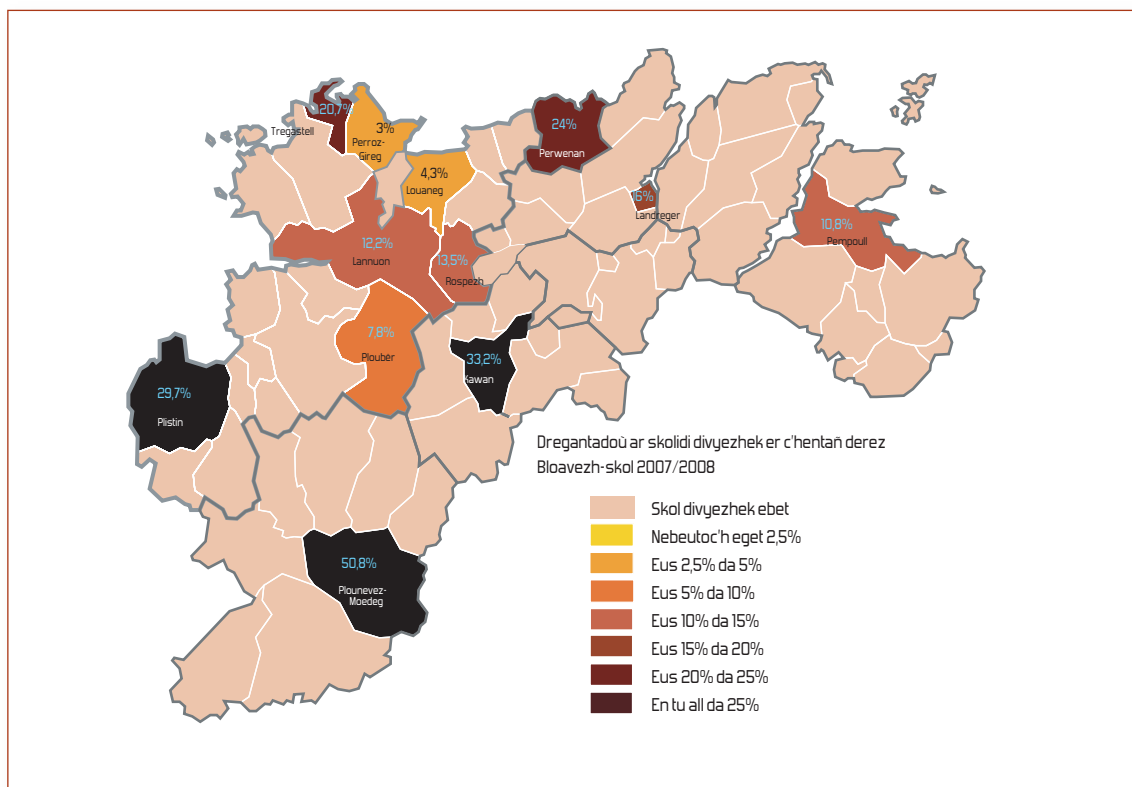 20,7%
Tregastell
3%
Perroz-
Gireg
4,3%
Louaneg
24%
Perwenan
16%
Landreger
10,8%
Pempoull
12,2%
Lannuon
13,5%
Rospezh
7,8%
Ploubêr
33,2%
Kawan
29,7%
Plistin
50,8%
Plounevez-
Moedeg
Dregantadoù ar skolidi divyezhek er c'hentañ derez
Bloavezh-skol 2007/2008
Skol divyezhek ebet
Nebeutoc'h eget 2,5%
Eus 2,5% da 5%
Eus 5% da 10%
Eus 10% da 15%
Eus 15% da 20%
Eus 20% da 25%
En tu all da 25%